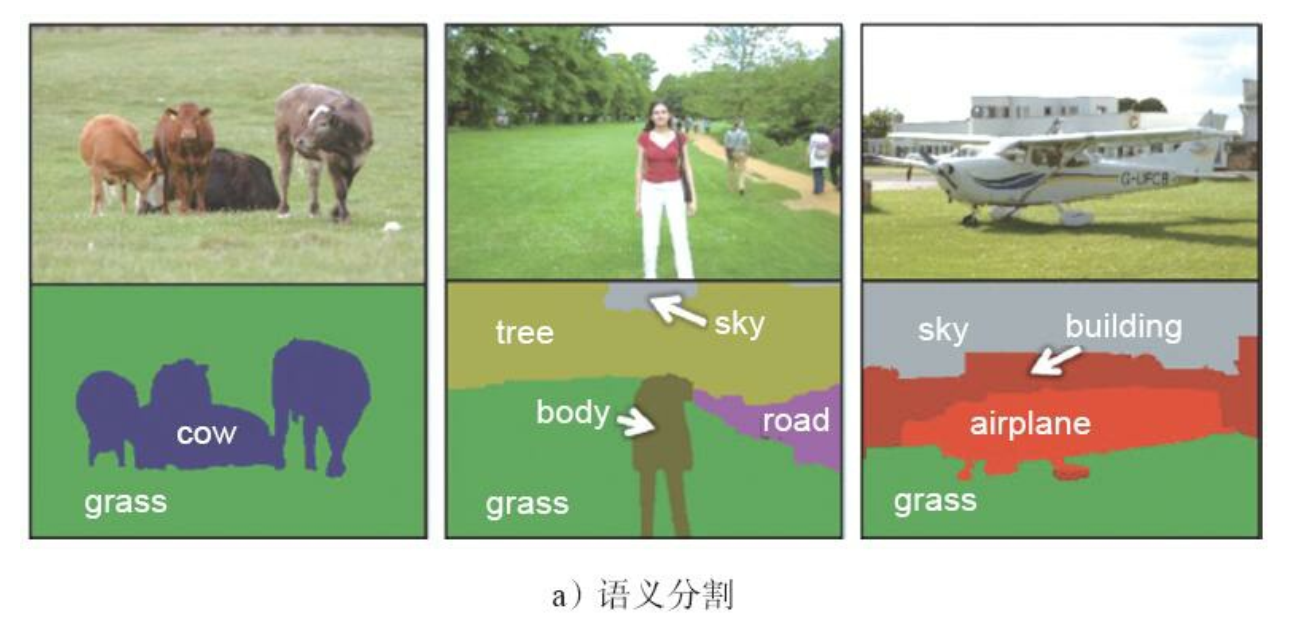 G-UFCB
tree
sky
sky
building
body
road
airplane
cow
grass
grass
grass
a）语义分割